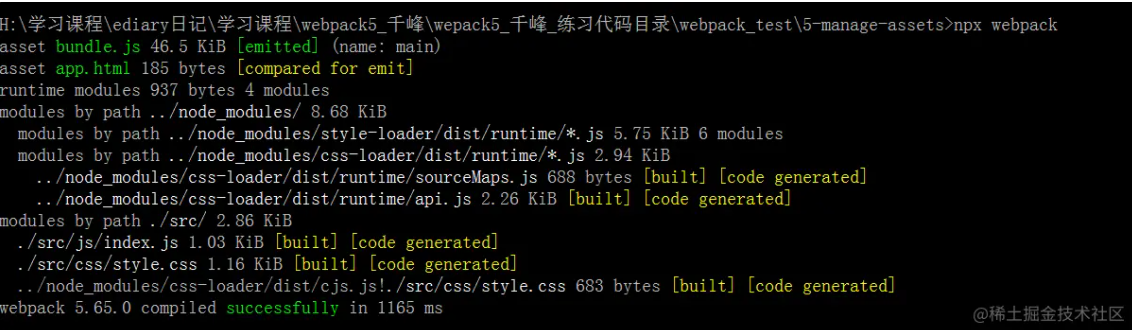 H:\学习课程\ediary日记\学习课程\webpack5_千峰\wepack5_千峰_练习代码目录\webpack_test\5-manage-assets>npx webpack
asset bundle.js 46.5 KiB [emitted] (name: main)
asset app.html 185 bytes [compared for emit]
runtime modules 937 bytes 4 modules
modules by path ../node_modules/ 8.68 KiB
  modules by path ../node_modules/style-loader/dist/runtime/*.js 5.75 KiB 6 modules
  modules by path ../node_modules/css-loader/dist/runtime/*.js 2.94 KiB
    ../node_modules/css-loader/dist/runtime/sourceMaps.js 688 bytes [built] [code generated]
    ../node_modules/css-loader/dist/runtime/api.js 2.26 KiB [built] [code generated]
modules by path ./src/ 2.86 KiB
  ./src/js/index.js 1.03 KiB [built] [code generated]
  ./src/css/style.css 1.16 KiB [built] [code generated]
  ../node_modules/css-loader/dist/cjs.js!./src/css/style.css 683 bytes [built] [code generated]
webpack 5.65.0 compiled successfully in 1165 ms
@稀土掘金技术社区